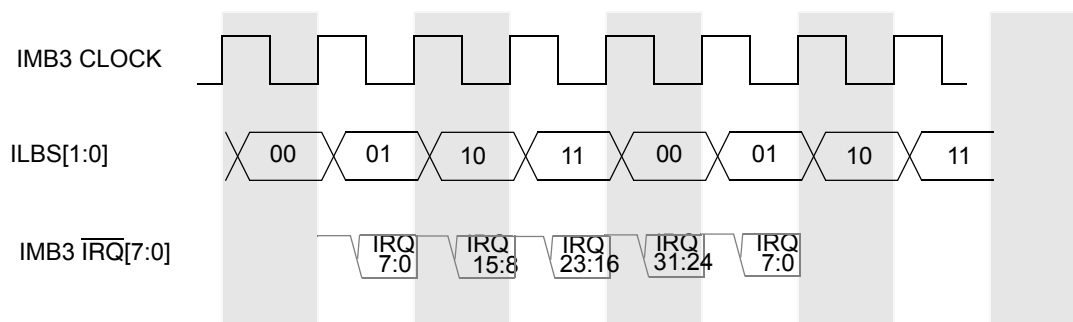 IMB3 CLOCK
ILBS[1:0]
00 01 10 11 00 01 10 11
IMB3 IRQ[7:0]
IRQ IRQ IRQ IRQ IRQ
7:0 15:8 23:16 31:24 7:0